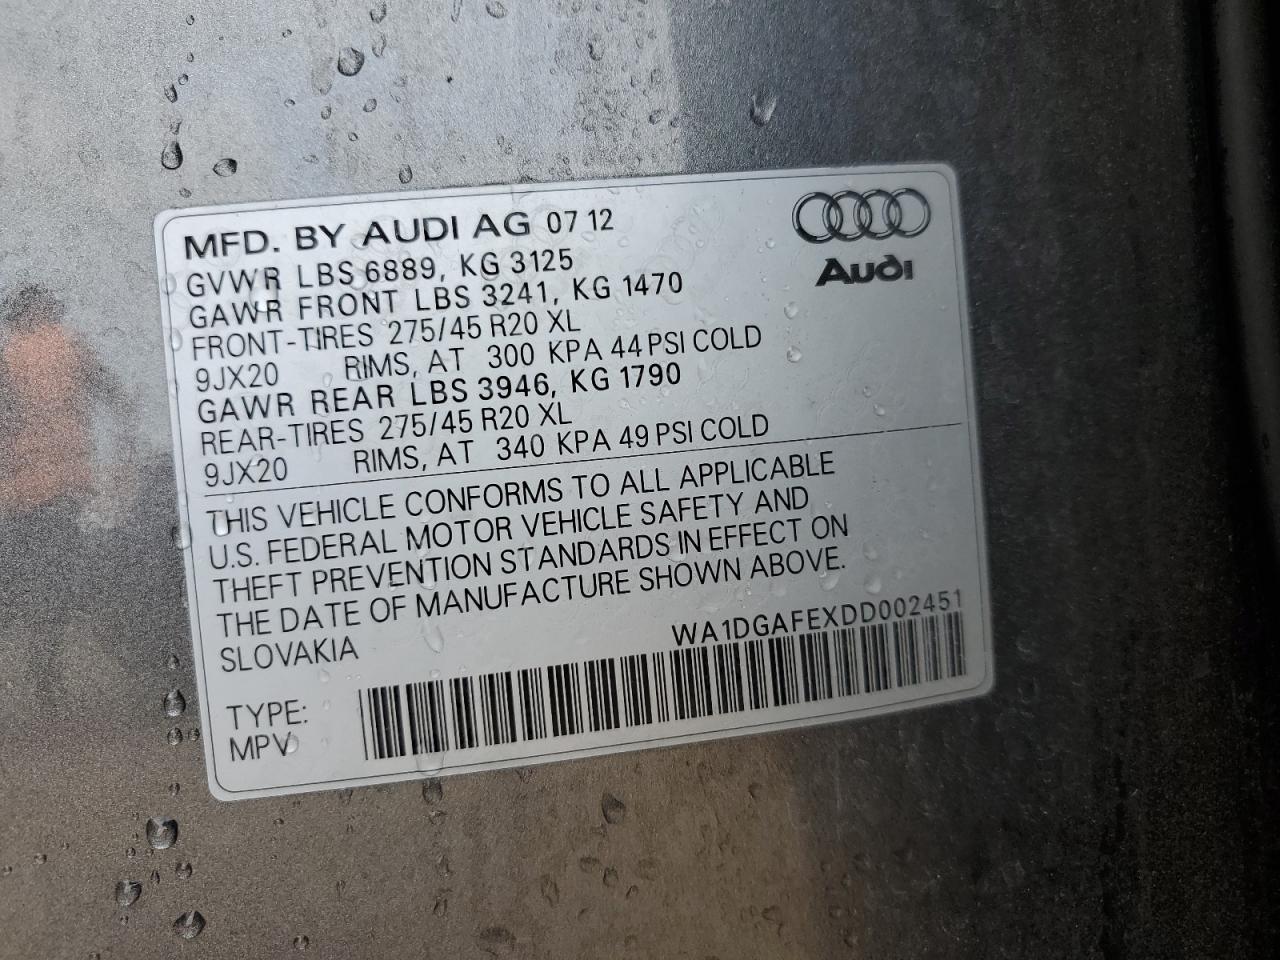 MFD. BY AUDI AG 07 12
Audi
GVWR LBS 6889, KG 3125
GAWR FRONT LBS 3241, KG 1470
FRONT-TIRES 275/45 R20 XL
9JX20 RIMS, AT 300 KPA 44 PSI COLD
GAWR REAR LBS 3946, KG 1790
REAR-TIRES 275/45 R20 XL
9JX20 RIMS, AT 340 KPA 49 PSI COLD
THIS VEHICLE CONFORMS TO ALL APPLICABLE
U.S. FEDERAL MOTOR VEHICLE SAFETY AND
THEFT PREVENTION STANDARDS IN EFFECT ON
THE DATE OF MANUFACTURE SHOWN ABOVE.
SLOVAKIA WA1DGAFEXDD002451
TYPE:
MPV